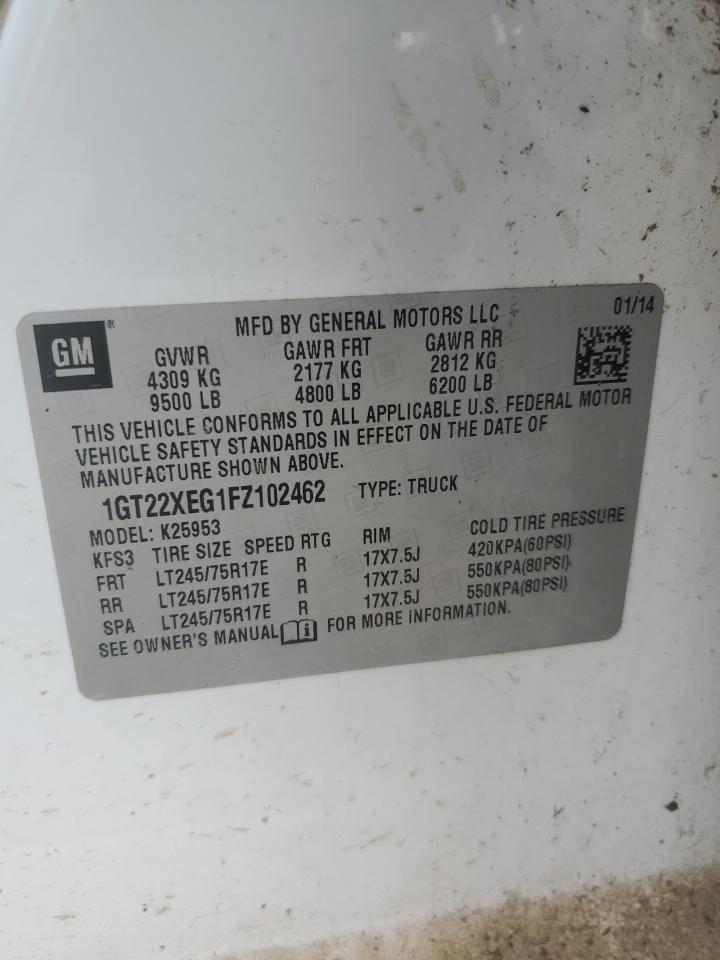 GM ®
MFD BY GENERAL MOTORS LLC 01/14
GVWR GAWR FRT GAWR RR
4309 KG 2177 KG 2812 KG
9500 LB 4800 LB 6200 LB
THIS VEHICLE CONFORMS TO ALL APPLICABLE U.S. FEDERAL MOTOR
VEHICLE SAFETY STANDARDS IN EFFECT ON THE DATE OF
MANUFACTURE SHOWN ABOVE.
1GT22XEG1FZ102462 TYPE: TRUCK
MODEL: K25953
KFS3 TIRE SIZE SPEED RTG RIM COLD TIRE PRESSURE
FRT LT245/75R17E R 17X7.5J 420KPA(60PSI)
RR LT245/75R17E R 17X7.5J 550KPA(80PSI)
SPA LT245/75R17E R 17X7.5J 550KPA(80PSI)
SEE OWNER'S MANUAL i FOR MORE INFORMATION.